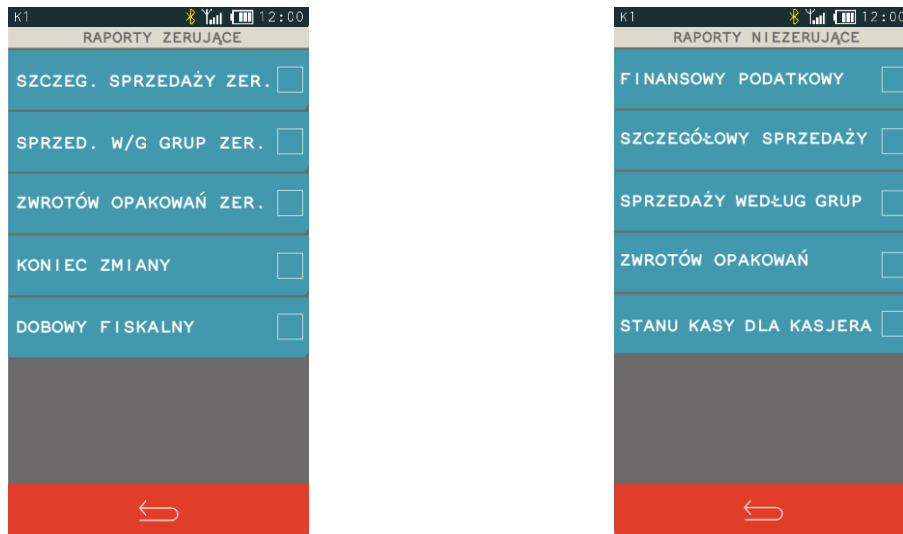 K1 12:00
RAPORTY ZERUJĄCE
SZCZEG. SPRZEDAŻY ZER.
SPRZED. W/G GRUP ZER.
ZWROTÓW OPAKOWAŃ ZER.
KONIEC ZMIANY
DOBOWY FISKALNY
K1 12:00
RAPORTY NIEZERUJĄCE
FINANSOWY PODATKOWY
SZCZEGÓŁOWY SPRZEDAŻY
SPRZEDAŻY WEDŁUG GRUP
ZWROTÓW OPAKOWAŃ
STANU KASY DLA KASJERA